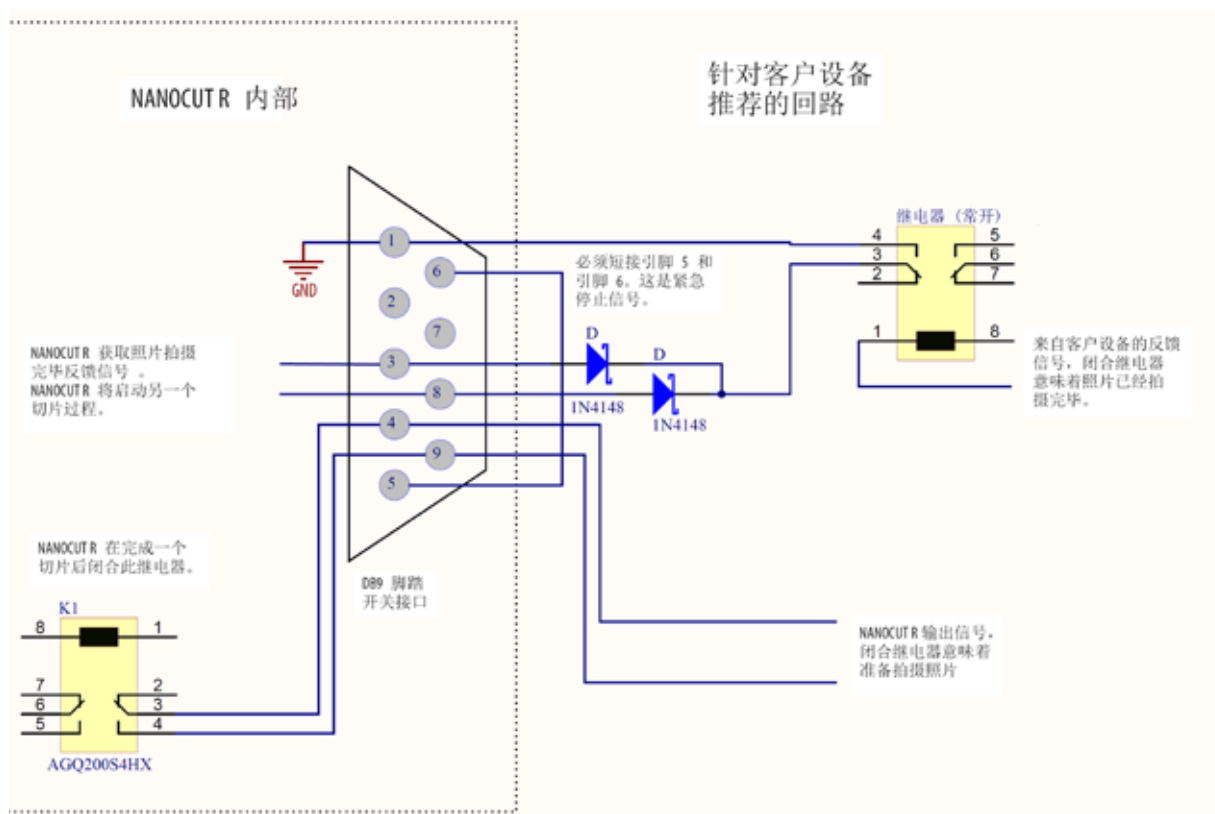 NANOCUT R 内部
针对客户设备
推荐的回路
继电器 (常开)
4
5
3
6
2
7
1
8
1
6
2
7
3
8
4
9
5
GND
必须短接引脚 5 和
引脚 6。这是紧急
停止信号。
D
D
1N4148
1N4148
NANOCUT R 获取照片拍摄
完毕反馈信号 。
NANOCUT R 将启动另一个
切片过程。
来自客户设备的反馈
信号，闭合继电器
意味着照片已经拍
摄完毕。
NANOCUT R 在完成一个
切片后闭合此继电器。
DB9 脚踏
开关接口
K1
8
1
7
2
6
3
5
4
AGQ200S4HX
NANOCUT R 输出信号，
闭合继电器意味着
准备拍摄照片